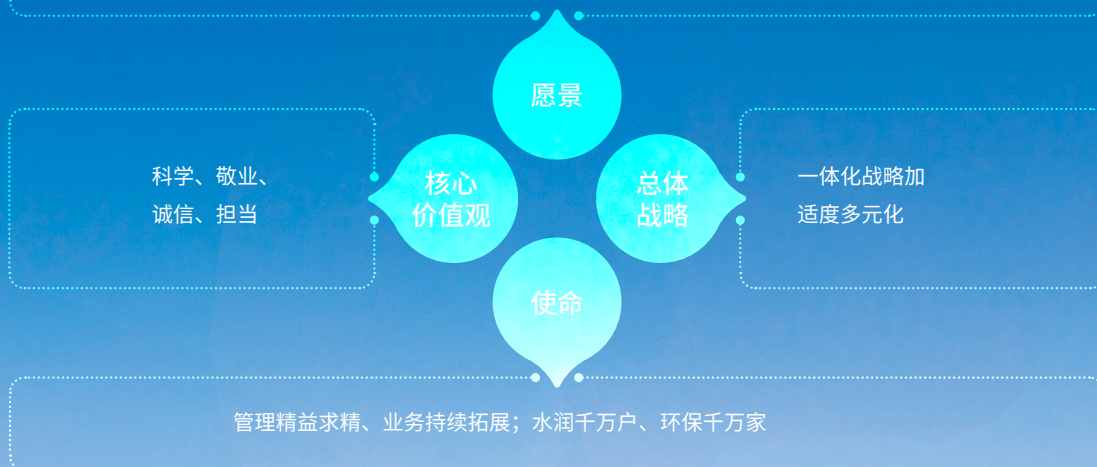 愿景
科学、敬业、
诚信、担当
核心
价值观
总体
战略
一体化战略加
适度多元化
使命
管理精益求精、业务持续拓展；水润千万户、环保千万家